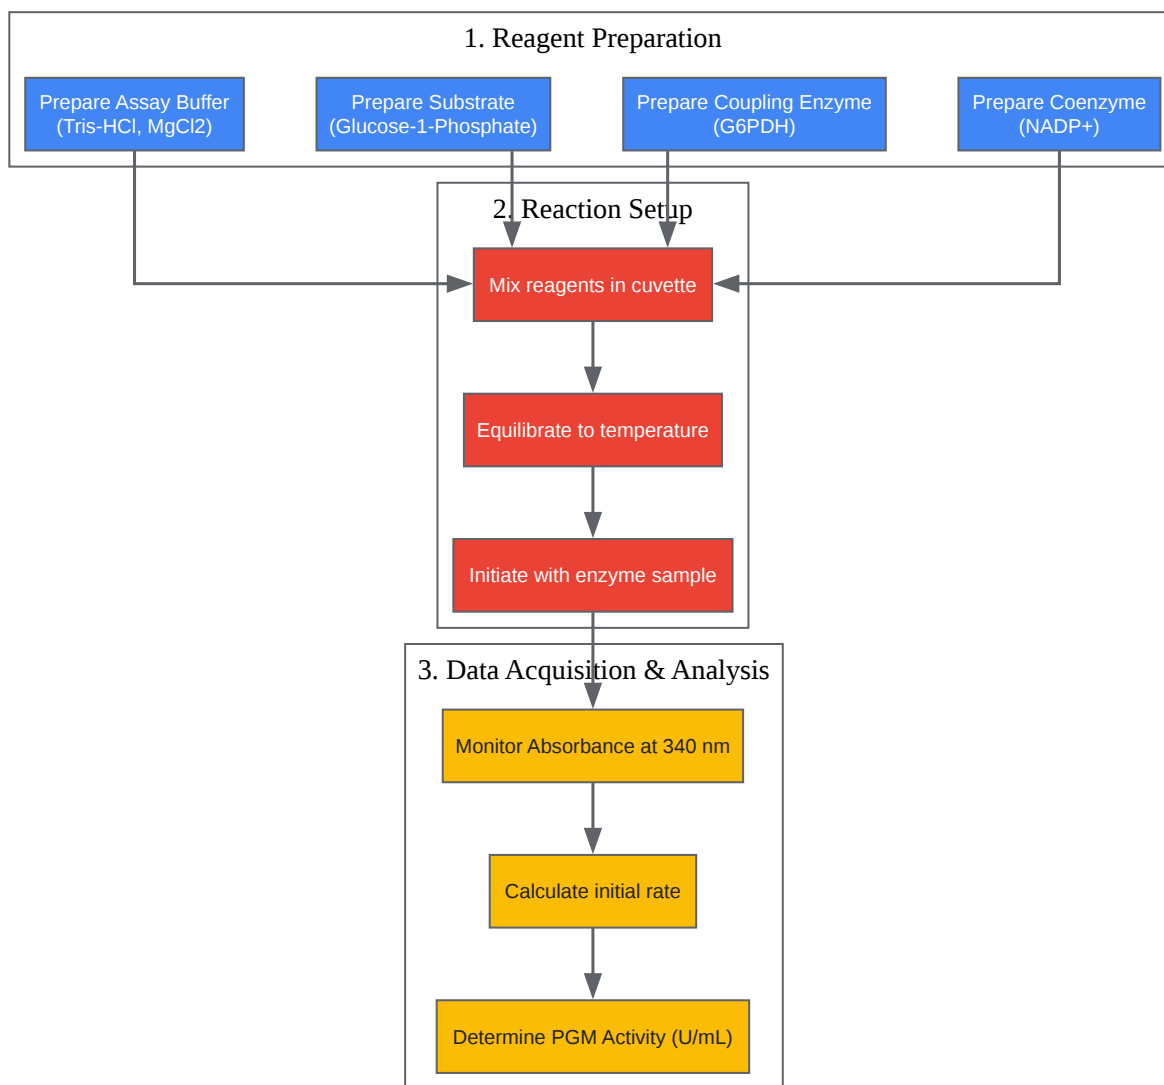 1. Reagent Preparation
Prepare Assay Buffer
(Tris-HCl, MgCl2)
Prepare Substrate
(Glucose-1-Phosphate)
Prepare Coupling Enzyme
(G6PDH)
Prepare Coenzyme
(NADP+)
2. Reaction Setup
Mix reagents in cuvette
Equilibrate to temperature
Initiate with enzyme sample
3. Data Acquisition & Analysis
Monitor Absorbance at 340 nm
Calculate initial rate
Determine PGM Activity (U/mL)